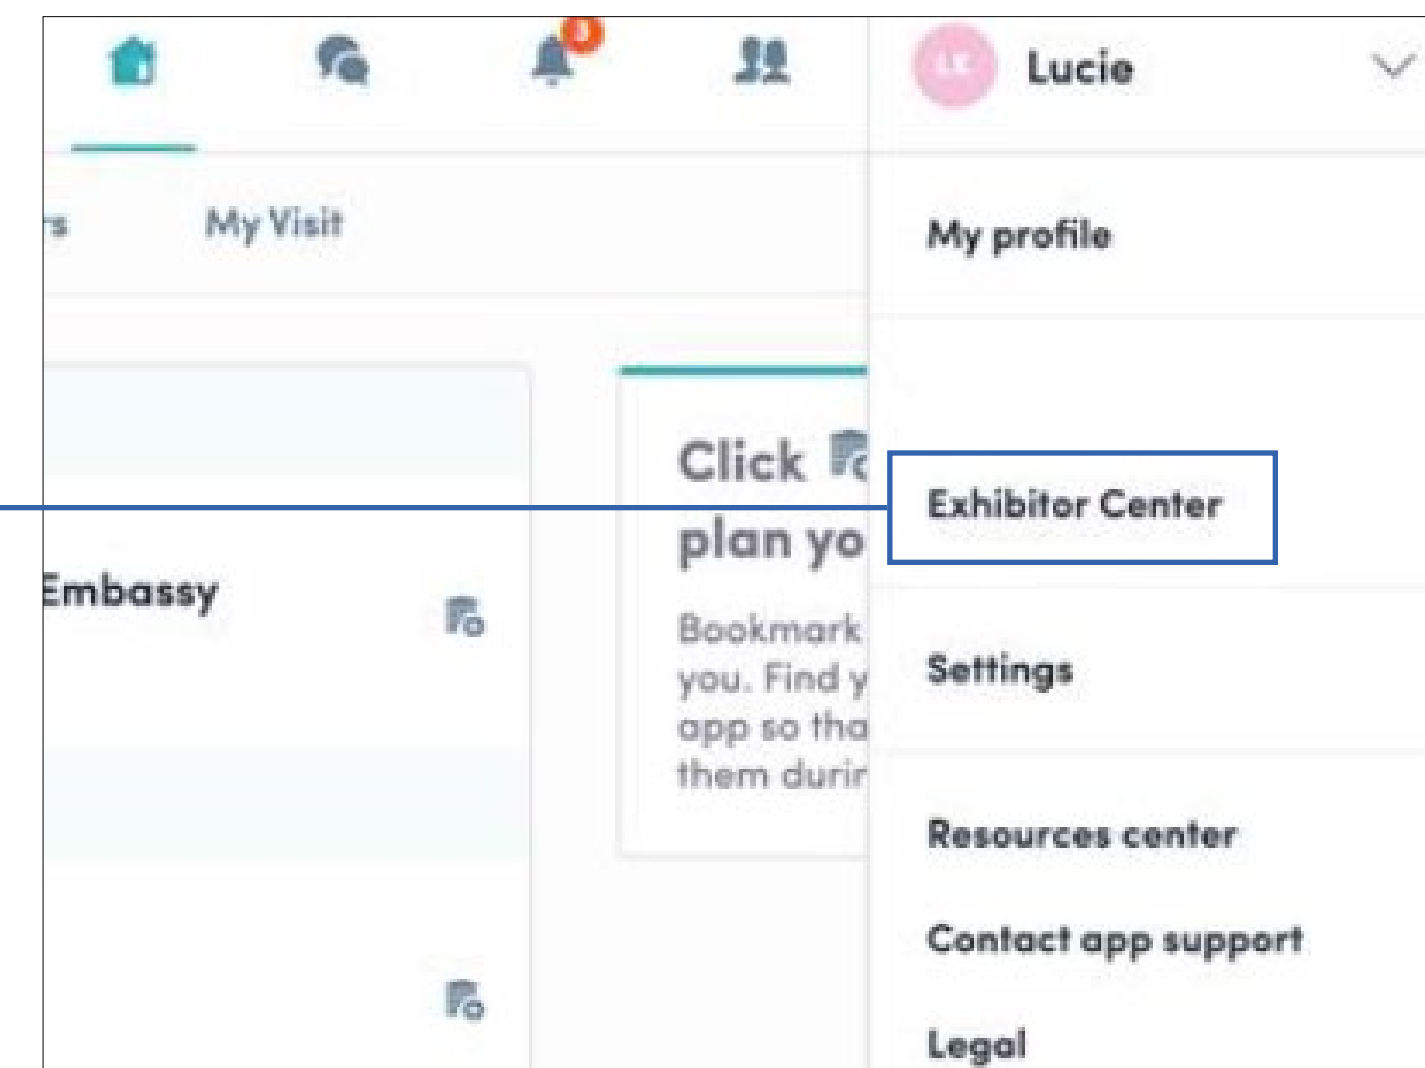 3
Lucie
My Visit
My profile
Click
plan yo
Exhibitor Center
Embassy
Bookmark
you. Find y
app so tha
them durin
Settings
Resources center
Contact app support
Legal